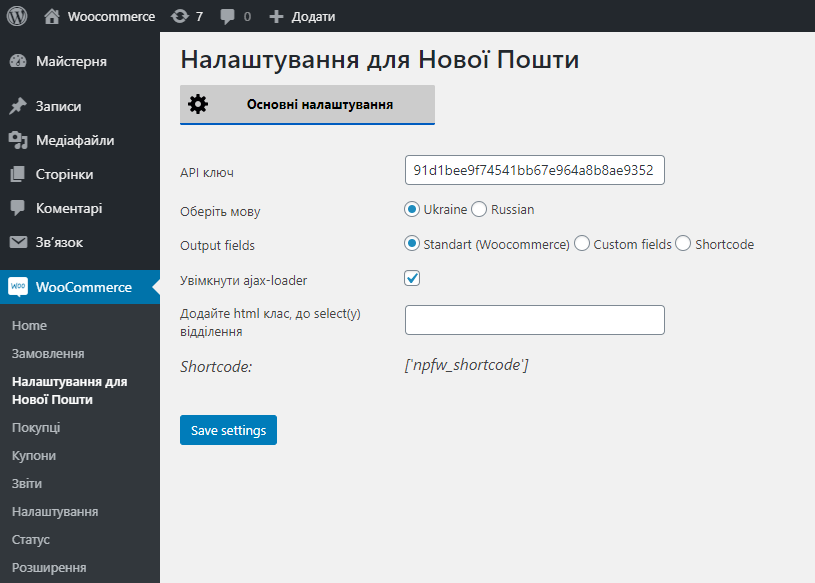 Woocommerce 7 0 Додати
Майстерня
Записи
Медіафайли
Сторінки
Коментарі
Зв'язок
WooCommerce
Home
Замовлення
Налаштування для
Нової Пошти
Покупці
Купони
Звіти
Налаштування
Статус
Розширення
Налаштування для Нової Пошти
Основні налаштування
API ключ 91d1bee9f74541bb67e964a8b8ae9352
Оберіть мову Ukraine Russian
Output fields Standart (Woocommerce) Custom fields Shortcode
Увімкнути ajax-loader
Додайте html клас, до select(у)
відділення
Shortcode: ['npfw_shortcode']
Save settings